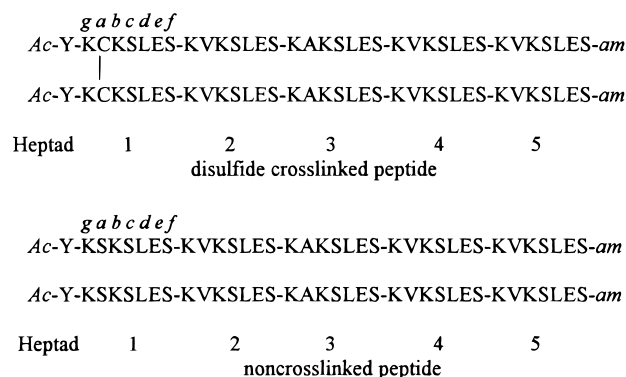 g a b c d e f
Ac-Y-KCKSLES-KVKSLES-KAKSLES-KVKSLES-KVKSLES-am
Ac-Y-KCKSLES-KVKSLES-KAKSLES-KVKSLES-KVKSLES-am
Heptad 1 2 3 4 5
disulfide crosslinked peptide
g a b c d e f
Ac-Y-KSKSLES-KVKSLES-KAKSLES-KVKSLES-KVKSLES-am
Ac-Y-KSKSLES-KVKSLES-KAKSLES-KVKSLES-KVKSLES-am
Heptad 1 2 3 4 5
noncrosslinked peptide